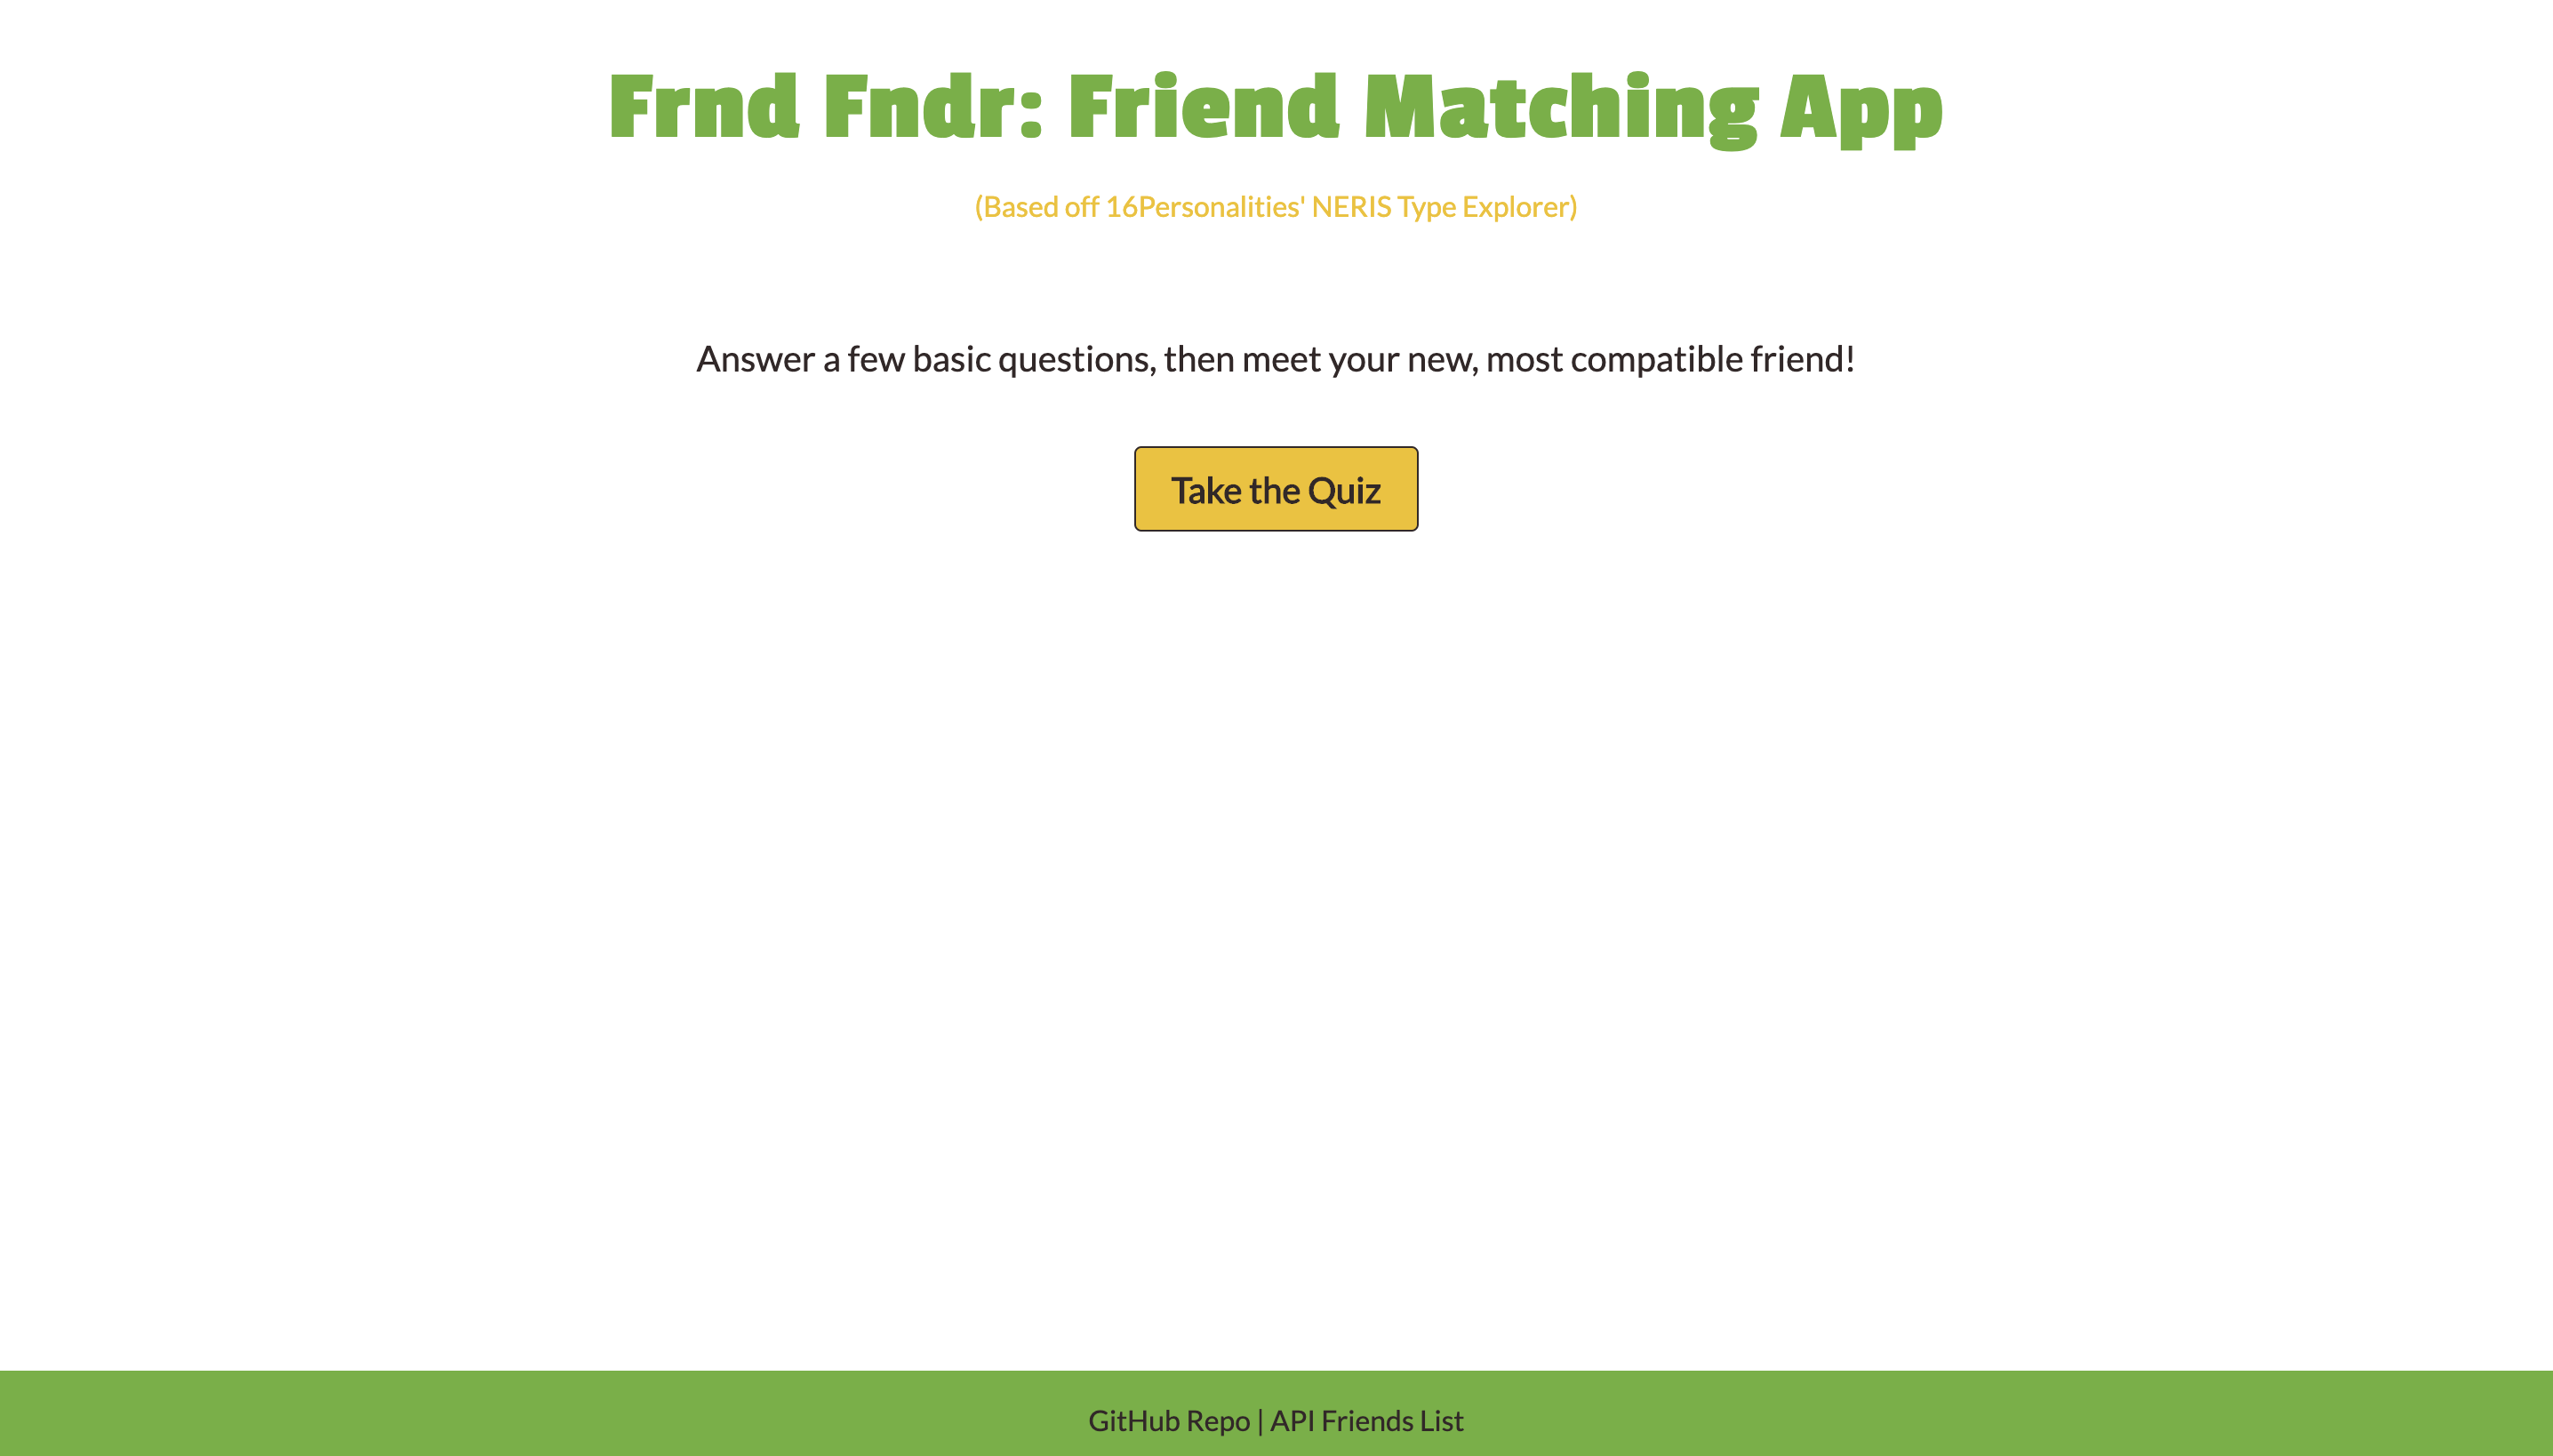 Frnd Fndr: Friend Matching App
(Based off 16Personalities' NERIS Type Explorer)
Answer a few basic questions, then meet your new, most compatible friend!
Take the Quiz
GitHub Repo | API Friends List